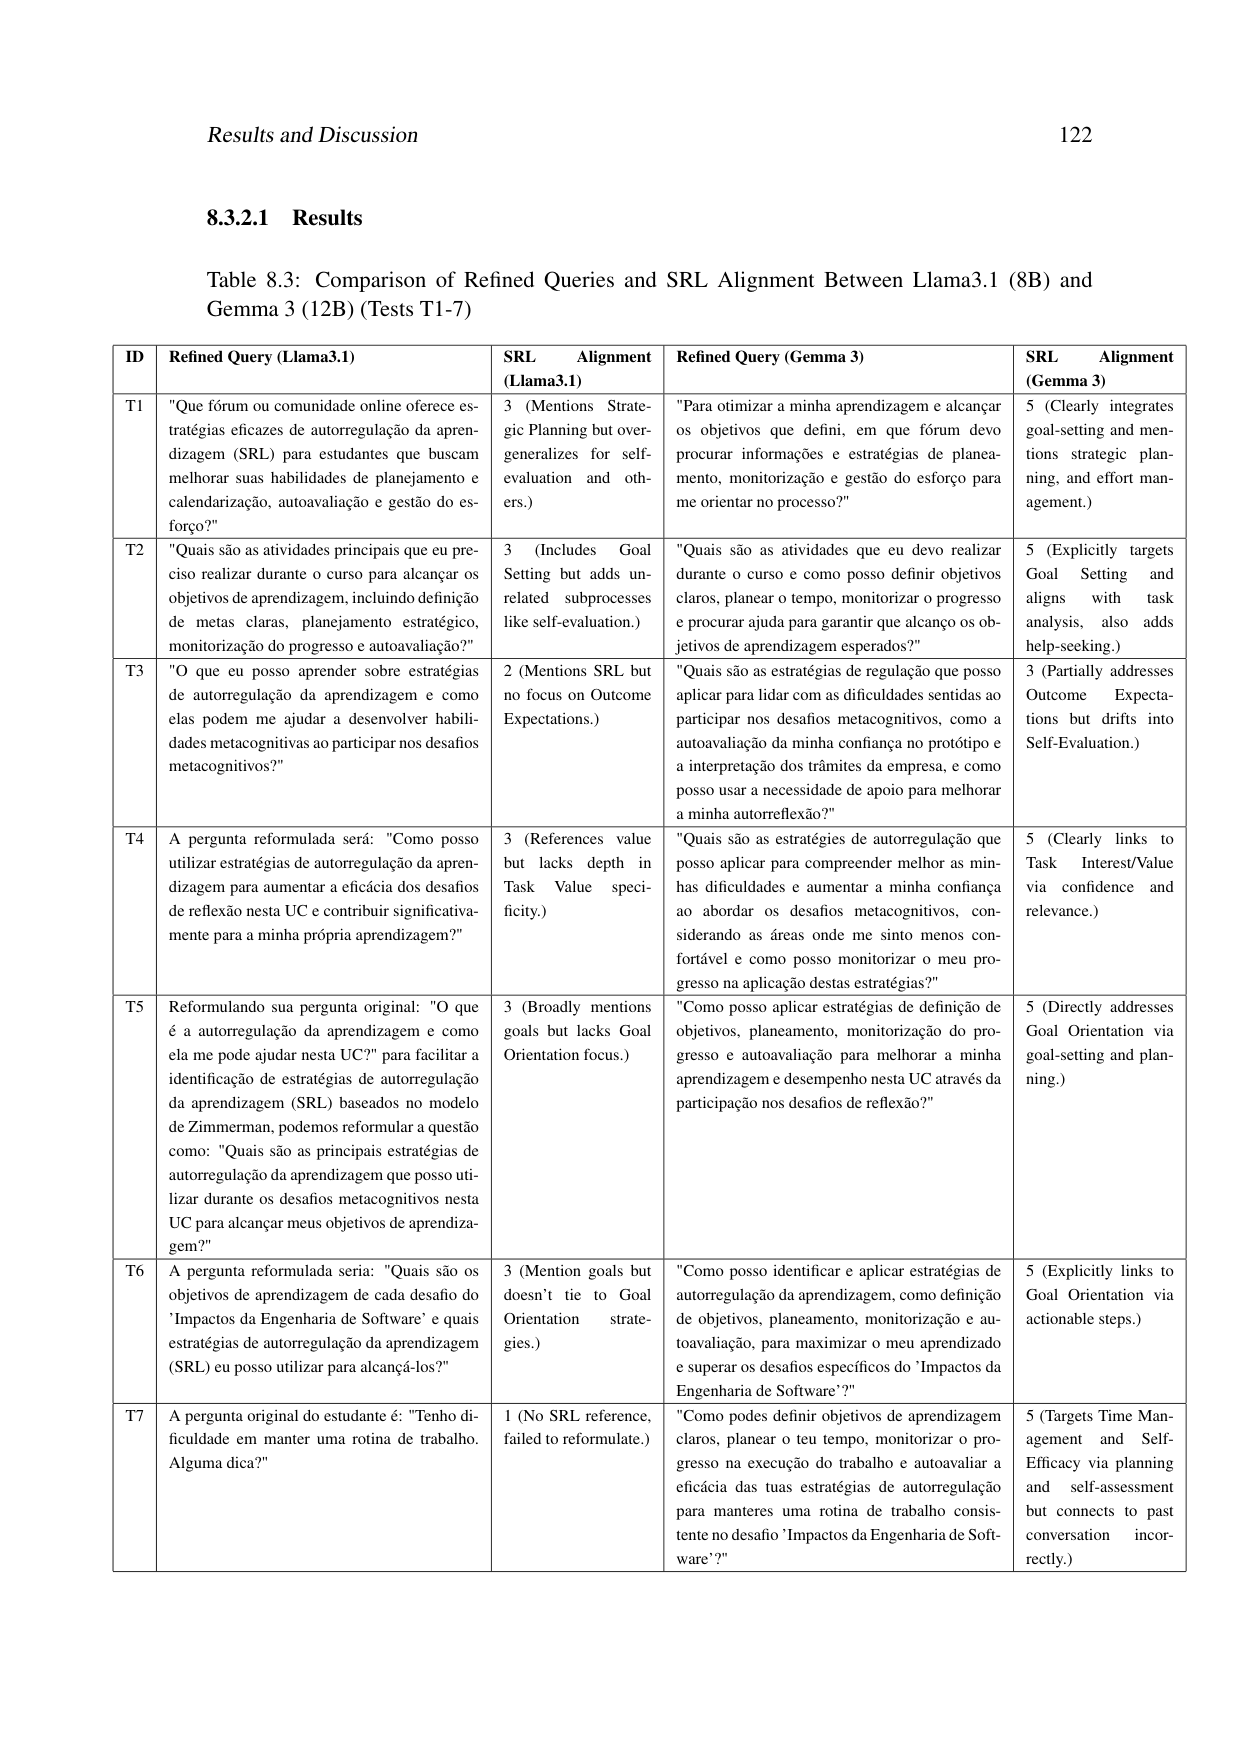 Results and Discussion 122
8.3.2.1 Results
Table 8.3: Comparison of Refined Queries and SRL Alignment Between Llama3.1 (8B) and
Gemma 3 (12B) (Tests T1-7)
ID
Refined Query (Llama3.1)
SRL Alignment
(Llama3.1)
Refined Query (Gemma 3)
SRL Alignment
(Gemma 3)
T1
"Que fórum ou comunidade online oferece es-
tratégias eficazes de autorregulação da apren-
dizagem (SRL) para estudantes que buscam
melhorar suas habilidades de planejamento e
calendarização, autoavaliação e gestão do es-
forço?"
3 (Mentions Strate-
gic Planning but over-
generalizes for self-
evaluation and oth-
ers.)
"Para otimizar a minha aprendizagem e alcançar
os objetivos que defini, em que fórum devo
procurar informações e estratégias de planea-
mento, monitorização e gestão do esforço para
me orientar no processo?"
5 (Clearly integrates
goal-setting and men-
tions strategic plan-
ning, and effort man-
agement.)
T2
"Quais são as atividades principais que eu pre-
ciso realizar durante o curso para alcançar os
objetivos de aprendizagem, incluindo definição
de metas claras, planejamento estratégico,
monitorização do progresso e autoavaliação?"
3 (Includes Goal
Setting but adds un-
related subprocesses
like self-evaluation.)
"Quais são as atividades que eu devo realizar
durante o curso e como posso definir objetivos
claros, planear o tempo, monitorizar o progresso
e procurar ajuda para garantir que alcanço os ob-
jetivos de aprendizagem esperados?"
5 (Explicitly targets
Goal Setting and
aligns with task
analysis, also adds
help-seeking.)
T3
"O que eu posso aprender sobre estratégias
de autorregulação da aprendizagem e como
elas podem me ajudar a desenvolver habili-
dades metacognitivas ao participar nos desafios
metacognitivos?"
2 (Mentions SRL but
no focus on Outcome
Expectations.)
"Quais são as estratégias de regulação que posso
aplicar para lidar com as dificuldades sentidas ao
participar nos desafios metacognitivos, como a
autoavaliação da minha confiança no protótipo e
a interpretação dos trâmites da empresa, e como
posso usar a necessidade de apoio para melhorar
a minha autorreflexão?"
3 (Partially addresses
Outcome Expecta-
tions but drifts into
Self-Evaluation.)
T4
A pergunta reformulada será: "Como posso
utilizar estratégias de autorregulação da apren-
dizagem para aumentar a eficácia dos desafios
de reflexão nesta UC e contribuir significativa-
mente para a minha própria aprendizagem?"
3 (References value
but lacks depth in
Task Value speci-
ficity.)
"Quais são as estratégies de autorregulação que
posso aplicar para compreender melhor as min-
has dificuldades e aumentar a minha confiança
ao abordar os desafios metacognitivos, con-
siderando as áreas onde me sinto menos con-
fortável e como posso monitorizar o meu pro-
gresso na aplicação destas estratégias?"
5 (Clearly links to
Task Interest/Value
via confidence and
relevance.)
T5
Reformulando sua pergunta original: "O que
é a autorregulação da aprendizagem e como
ela me pode ajudar nesta UC?" para facilitar a
identificação de estratégias de autorregulação
da aprendizagem (SRL) baseados no modelo
de Zimmerman, podemos reformular a questão
como: "Quais são as principais estratégias de
autorregulação da aprendizagem que posso uti-
lizar durante os desafios metacognitivos nesta
UC para alcançar meus objetivos de aprendiza-
gem?"
3 (Broadly mentions
goals but lacks Goal
Orientation focus.)
"Como posso aplicar estratégias de definição de
objetivos, planeamento, monitorização do pro-
gresso e autoavaliação para melhorar a minha
aprendizagem e desempenho nesta UC através da
participação nos desafios de reflexão?"
5 (Directly addresses
Goal Orientation via
goal-setting and plan-
ning.)
T6
A pergunta reformulada seria: "Quais são os
objetivos de aprendizagem de cada desafio do
’Impactos da Engenharia de Software’ e quais
estratégias de autorregulação da aprendizagem
(SRL) eu posso utilizar para alcançá-los?"
3 (Mention goals but
doesn’t tie to Goal
Orientation strate-
gies.)
"Como posso identificar e aplicar estratégias de
autorregulação da aprendizagem, como definição
de objetivos, planeamento, monitorização e au-
toavaliação, para maximizar o meu aprendizado
e superar os desafios específicos do ’Impactos da
Engenharia de Software’?"
5 (Explicitly links to
Goal Orientation via
actionable steps.)
T7
A pergunta original do estudante é: "Tenho di-
ficuldade em manter uma rotina de trabalho.
Alguma dica?"
1 (No SRL reference,
failed to reformulate.)
"Como podes definir objetivos de aprendizagem
claros, planear o teu tempo, monitorizar o pro-
gresso na execução do trabalho e autoavaliar a
eficácia das tuas estratégias de autorregulação
para manteres uma rotina de trabalho consis-
tente no desafio ’Impactos da Engenharia de Soft-
ware’?"
5 (Targets Time Man-
agement and Self-
Efficacy via planning
and self-assessment
but connects to past
conversation incor-
rectly.)